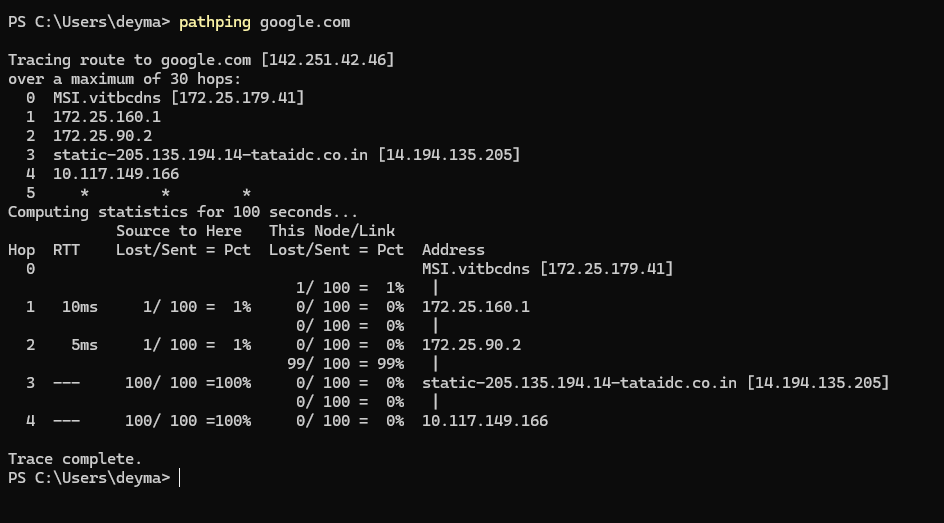 PS C:\Users\deyma> pathping google.com
Tracing route to google.com [142.251.42.46]
over a maximum of 30 hops:
  0  MSI.vitbcdns [172.25.179.41]
  1  172.25.160.1
  2  172.25.90.2
  3  static-205.135.194.14-tataidc.co.in [14.194.135.205]
  4  10.117.149.166
  5     *        *        *
Computing statistics for 100 seconds...
            Source to Here   This Node/Link
Hop  RTT    Lost/Sent = Pct  Lost/Sent = Pct  Address
  0                                           MSI.vitbcdns [172.25.179.41]
                                1/ 100 =  1%   |
  1   10ms     1/ 100 =  1%     0/ 100 =  0%  172.25.160.1
                                0/ 100 =  0%   |
  2    5ms     1/ 100 =  1%     0/ 100 =  0%  172.25.90.2
                               99/ 100 = 99%   |
  3  ---     100/ 100 =100%     0/ 100 =  0%  static-205.135.194.14-tataidc.co.in [14.194.135.205]
                                0/ 100 =  0%   |
  4  ---     100/ 100 =100%     0/ 100 =  0%  10.117.149.166
Trace complete.
PS C:\Users\deyma>